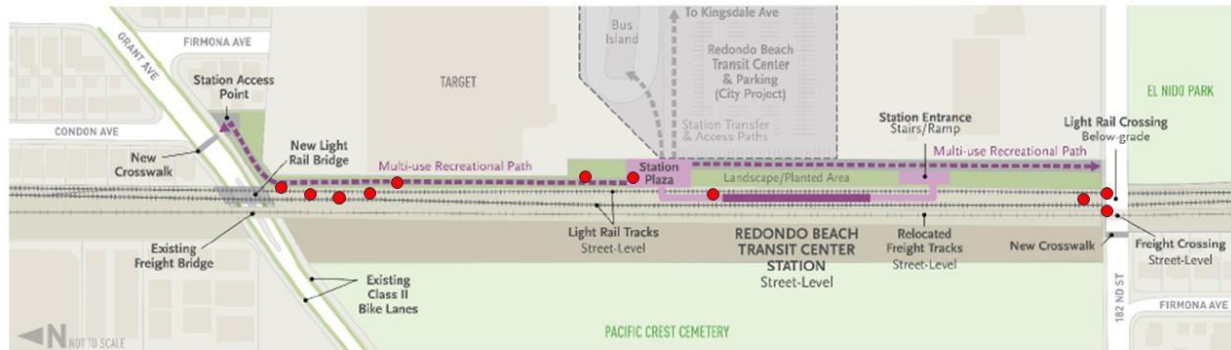 GRANT AVE
FIRMONA AVE
Station Access
Point
CONDON AVE
New
Crosswalk
New Light
Rail Bridge
Existing
Freight Bridge
Existing
Class II
Bike Lanes
TARGET
Multi-use Recreational Path
Bus
Island
To Kingsdale Ave
Redondo Beach
Transit Center
& Parking
(City Project)
Station Transfer
& Access Paths
Station
Plaza
Landscape/Planted Area
Station Entrance
Stairs/Ramp
Multi-use Recreational Path
EL NIDO PARK
Light Rail Crossing
Below-grade
Light Rail Tracks
Street-Level
REDONDO BEACH
TRANSIT CENTER
STATION
Street-Level
Relocated
Freight Tracks
Street-Level
New Crosswalk
Freight Crossing
Street-Level
182 ND ST
FIRMONA AVE
PACIFIC CREST CEMETERY
N NOT TO SCALE